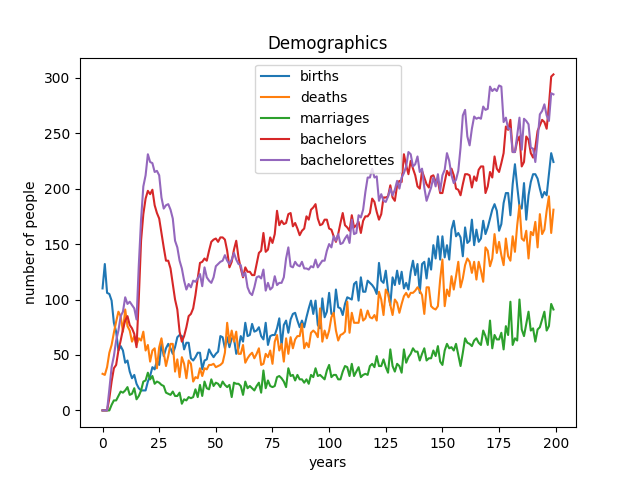 Demographics
births
deaths
marriages
bachelors
bachelorettes
300
250
200
150
100
50
0
number of people
0 25 50 75 100 125 150 175 200
years